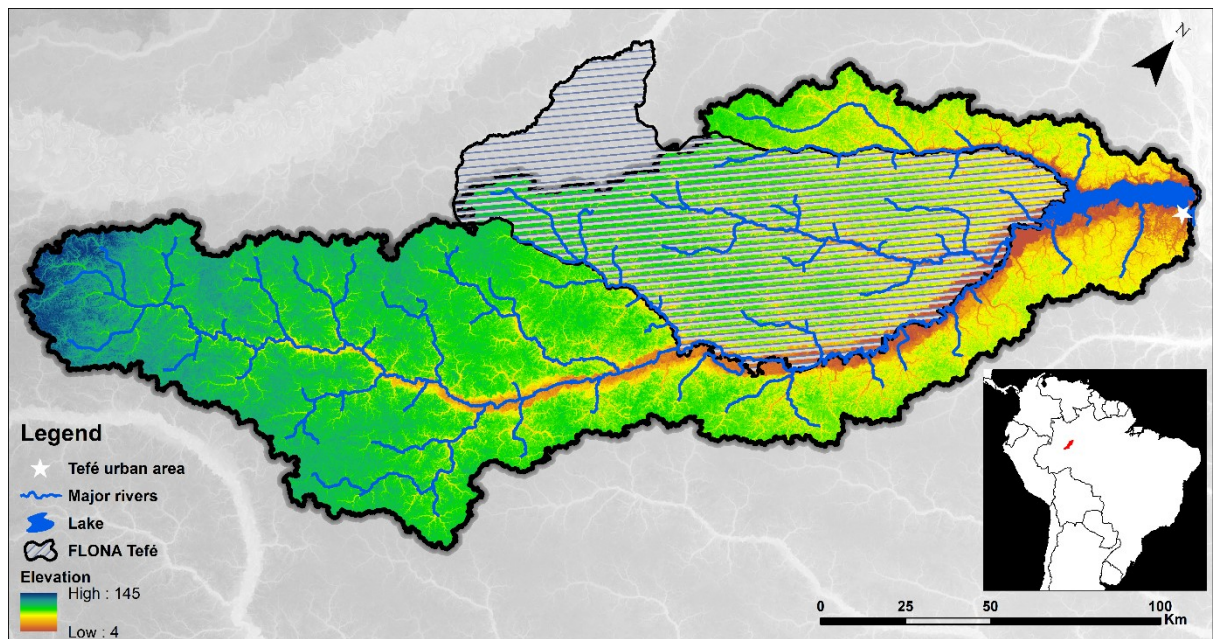 N
Legend
Tefé urban area
Major rivers
Lake
FLONA Tefé
Elevation
High : 145
Low : 4
0 25 50 100
Km